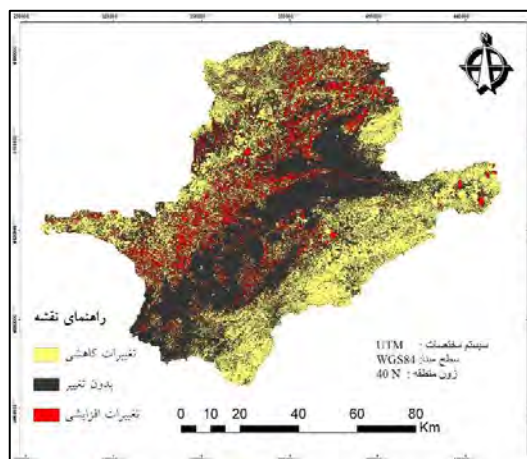 راهنمای نقشه
تغییرات کاهشی
بدون تغییر
تغییرات افزایشی
سیستم مختصات : UTM
سطح مبنا: WGS84
زون منطقه : 40 N
0 10 20 40 60 80
Km